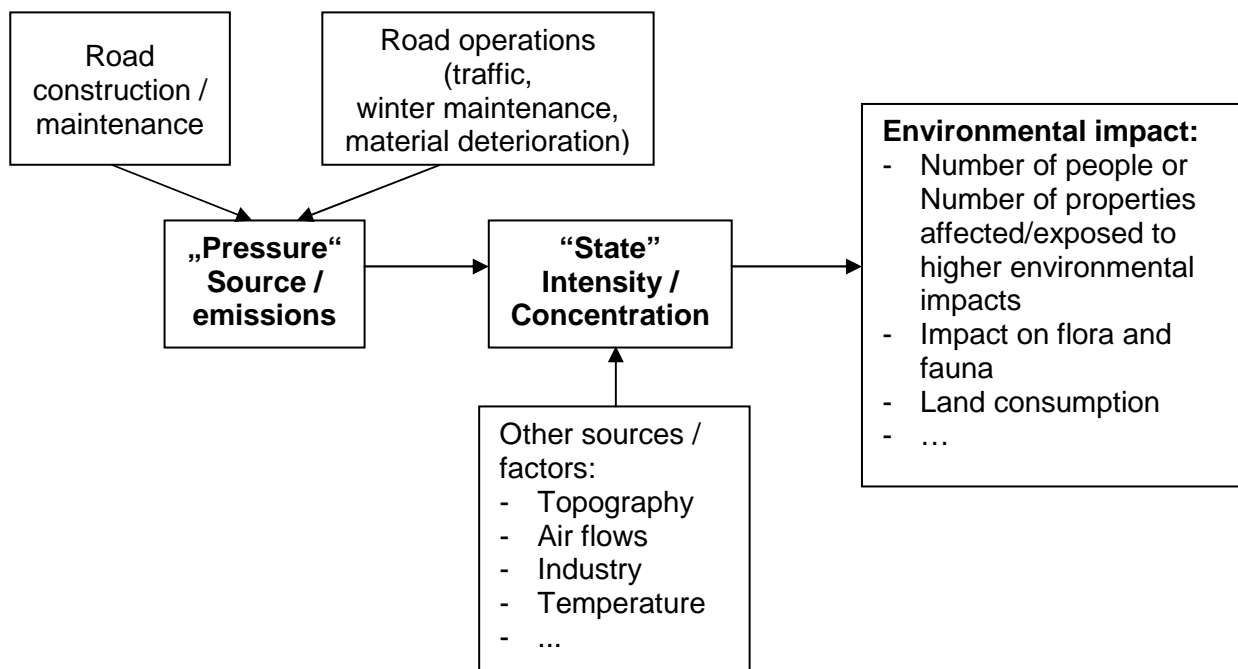 Road
construction /
maintenance
Road operations
(traffic,
winter maintenance,
material deterioration)
„Pressure“
Source /
emissions
“State”
Intensity /
Concentration
Environmental impact:
- Number of people or
Number of properties
affected/exposed to
higher environmental
impacts
- Impact on flora and
fauna
- Land consumption
- …
Other sources /
factors:
- Topography
- Air flows
- Industry
- Temperature
- ...